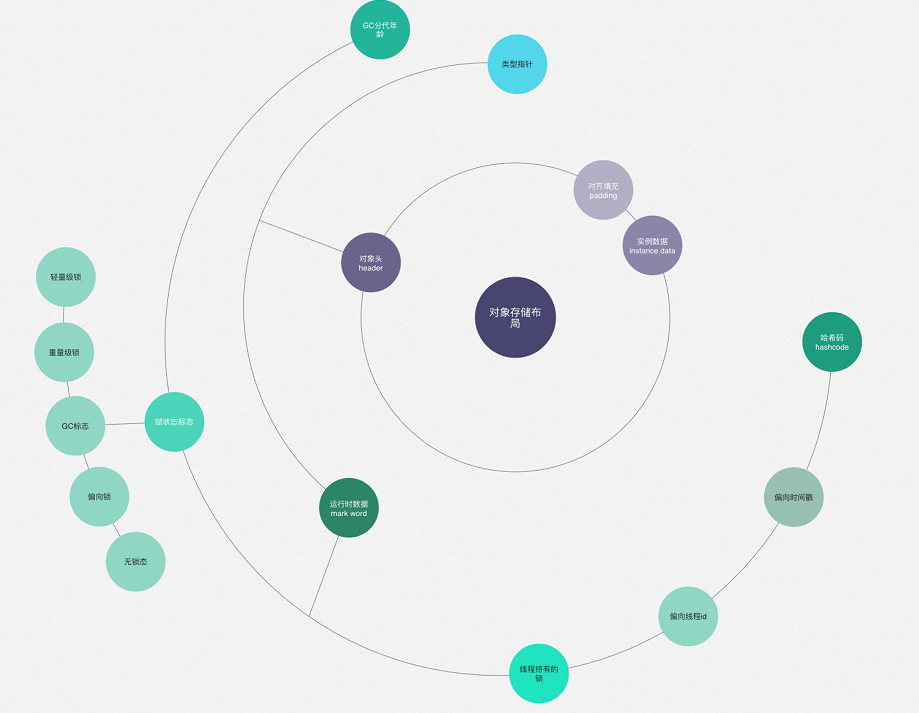 GC分代年
龄
类型指针
对齐填充
padding
实例数据
instance data
对象头
header
轻量级锁
对象存储布
局
哈希码
hashcode
重量级锁
锁状态标志
GC标志
偏向锁
偏向时间戳
运行时数据
mark word
无锁态
偏向线程id
线程持有的
锁